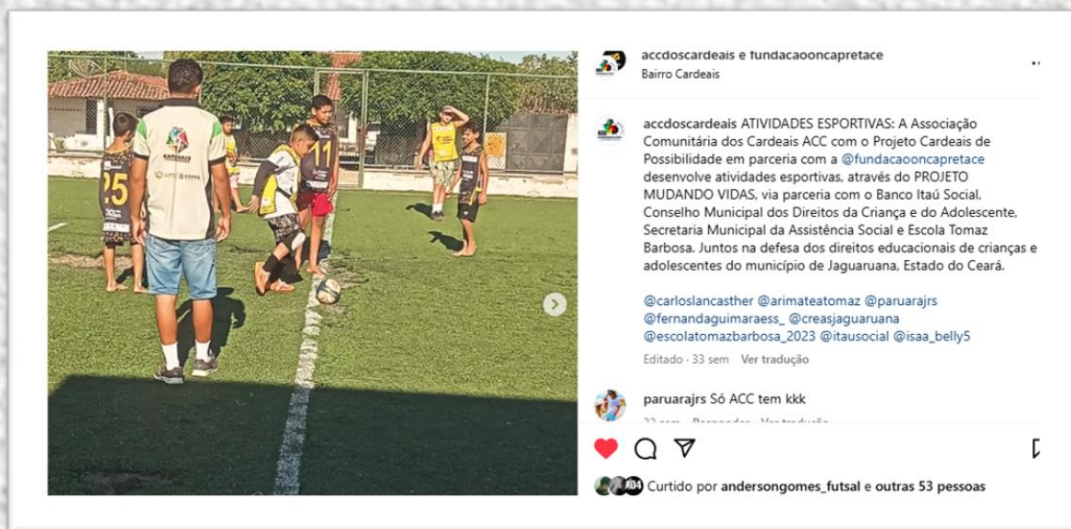 25
CARDEAIS
11
accdoscardeais e fundacaooncapretace
Bairro Cardeais
accdoscardeais ATIVIDADES ESPORTIVAS: A Associação
Comunitária dos Cardeais ACC com o Projeto Cardeais de
Possibilidade em parceria com a @fundacaooncapretace
desenvolve atividades esportivas, através do PROJETO
MUDANDO VIDAS, via parceria com o Banco Itaú Social,
Conselho Municipal dos Direitos da Criança e do Adolescente,
Secretaria Municipal da Assistência Social e Escola Tomaz
Barbosa. Juntos na defesa dos direitos educacionais de crianças e
adolescentes do município de Jaguaruana, Estado do Ceará.
@carloslancasther @arimateatomaz @paruarajrs
@fernandaguimaraess_ @creasjaguaruana
@escolatomazbarbosa_2023 @itausocial @isaa_belly5
Editado · 33 sem Ver tradução
paruarajrs Só ACC tem kkk
Curtido por andersongomes_futsal e outras 53 pessoas